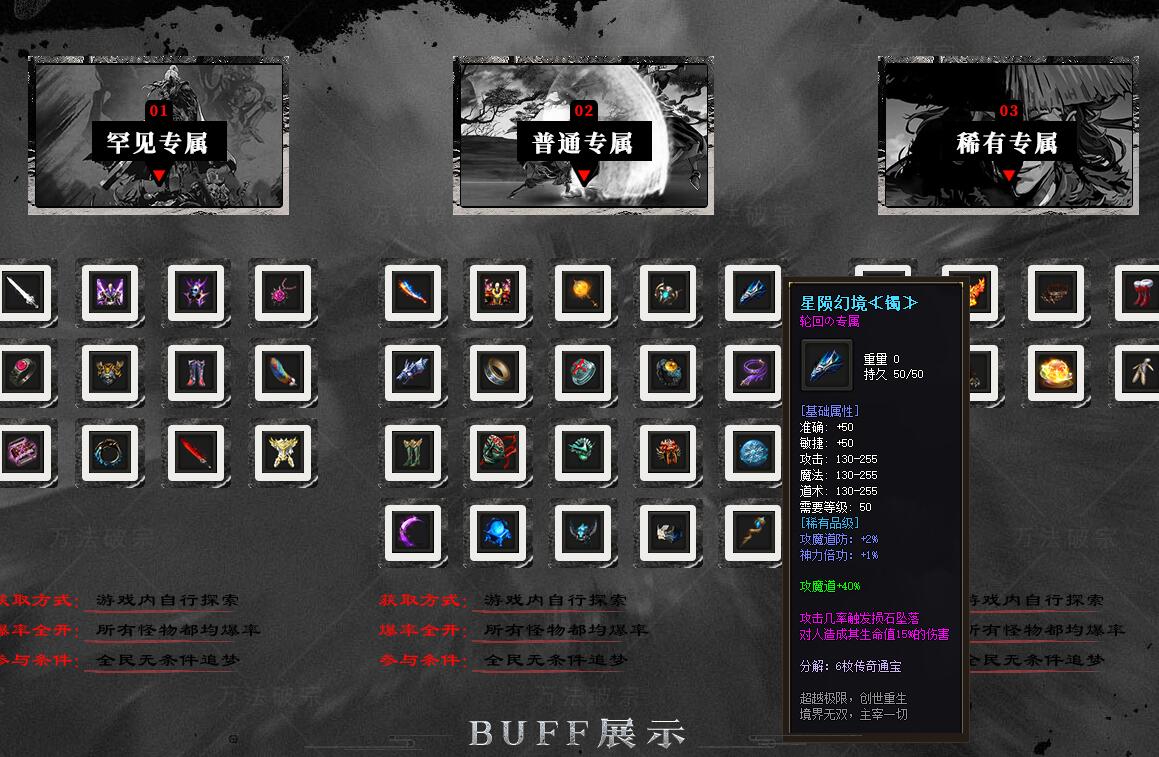 01
罕见专属
02
普通专属
03
稀有专属
星陨幻境≮镯≯
轮回の专属
重量 0
持久 50/50
[基础属性]
准确: +50
敏捷: +50
攻击: 130-255
魔法: 130-255
道术: 130-255
需要等级: 50
[稀有品级]
攻魔道防: +2%
神力倍功: +1%
攻魔道+40%
攻击几率触发损石坠落
对人造成其生命值15%的伤害
分解: 6枚传奇通宝
超越极限, 创世重生
境界无双, 主宰一切
获取方式: 游戏内自行探索
爆率全开: 所有怪物都均爆率
参与条件: 全民无条件追梦
获取方式: 游戏内自行探索
爆率全开: 所有怪物都均爆率
参与条件: 全民无条件追梦
戏内自行探索
所有怪物都均爆率
全民无条件追梦
BUFF展示